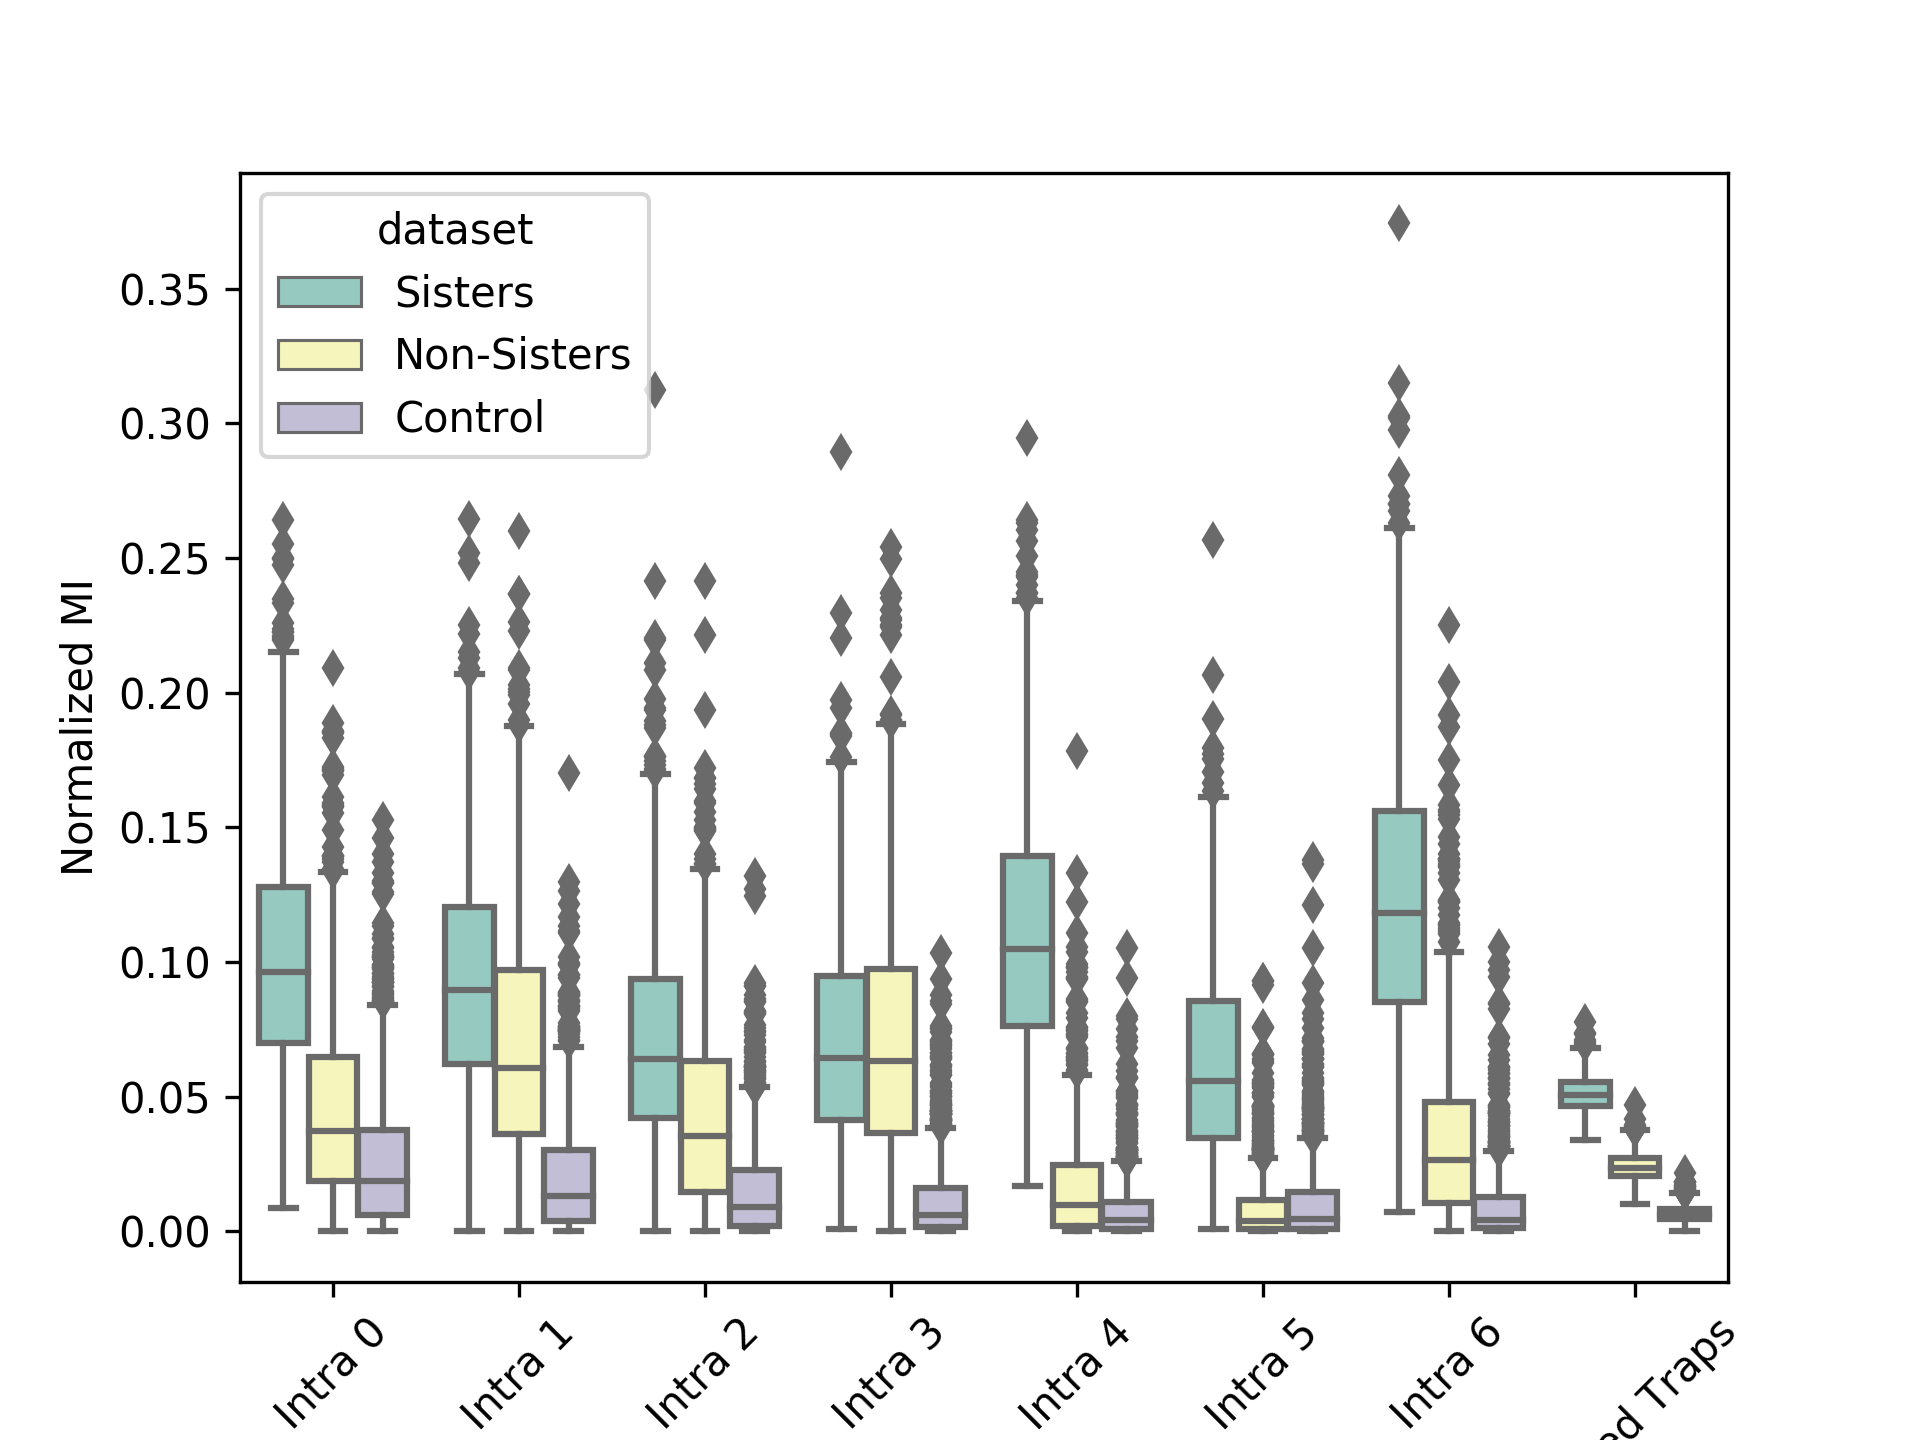 dataset
Sisters
Non-Sisters
Control
Normalized MI
0.35
0.30
0.25
0.20
0.15
0.10
0.05
0.00
Intra 0
Intra 1
Intra 2
Intra 3
Intra 4
Intra 5
Intra 6
Traps